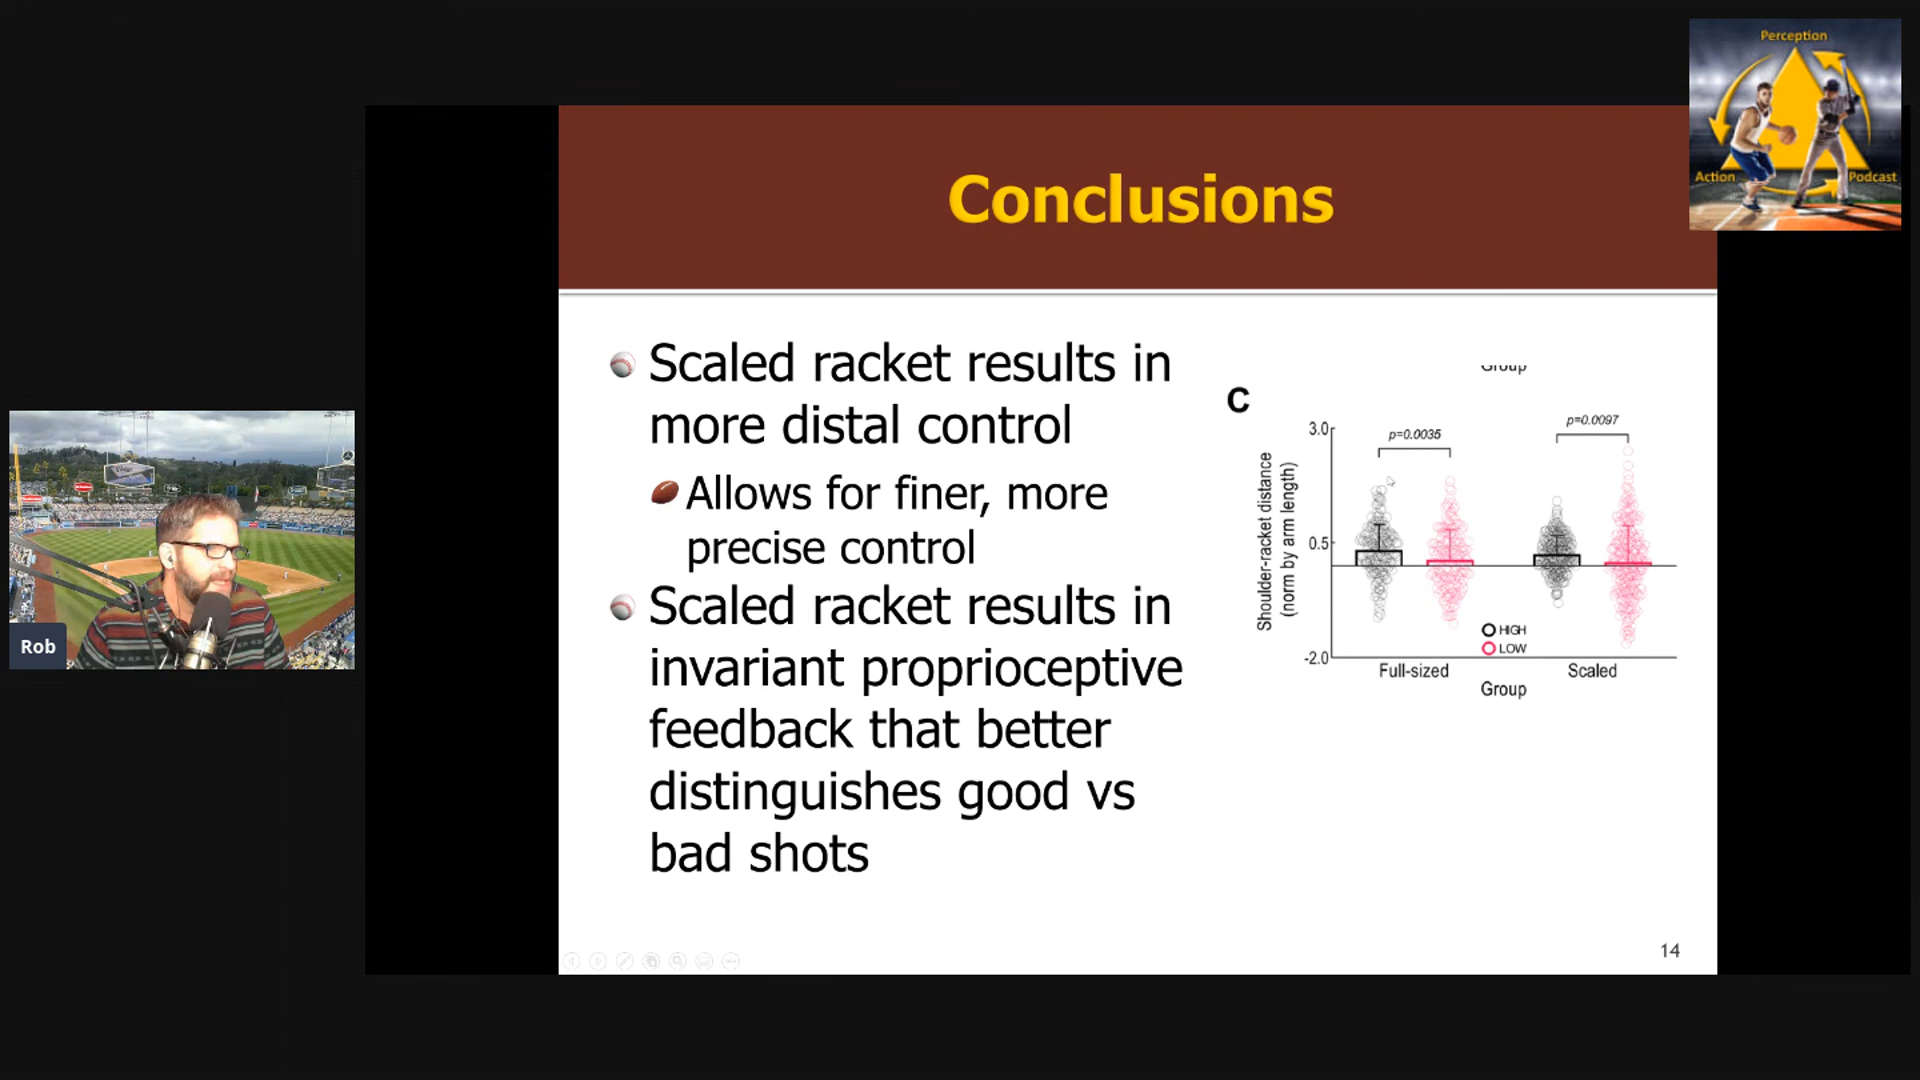 Perception
Action
Podcast
Conclusions
Scaled racket results in
more distal control
Allows for finer, more
precise control
Scaled racket results in
invariant proprioceptive
feedback that better
distinguishes good vs
bad shots
Group
C
Shoulder-racket distance
(norm by arm length)
3.0
0.5
-2.0
p=0.0035
p=0.0097
HIGH
LOW
Full-sized
Scaled
Group
14
Rob